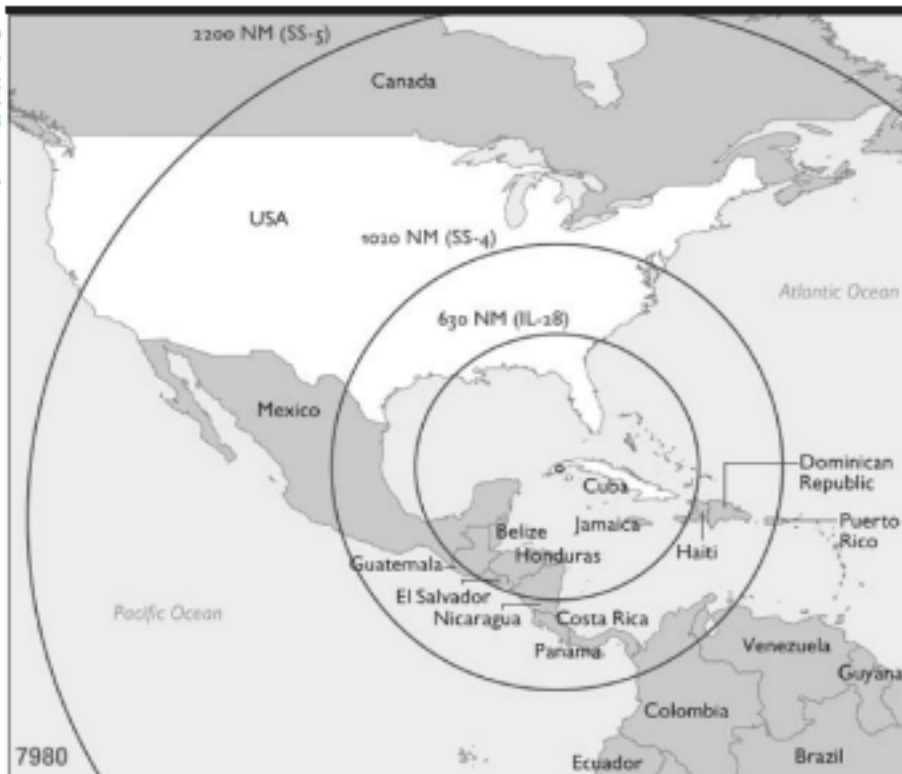 2200 NM (SS-5)
Canada
USA
1020 NM (SS-4)
Atlantic Ocean
630 NM (IL-28)
Mexico
Dominican
Republic
Cuba
Belize
Jamaica
Puerto
Rico
Honduras
Haiti
Guatemala
El Salvador
Pacific Ocean
Nicaragua
Costa Rica
Panama
Venezuela
Guyana
Colombia
7980
Ecuador
Brazil